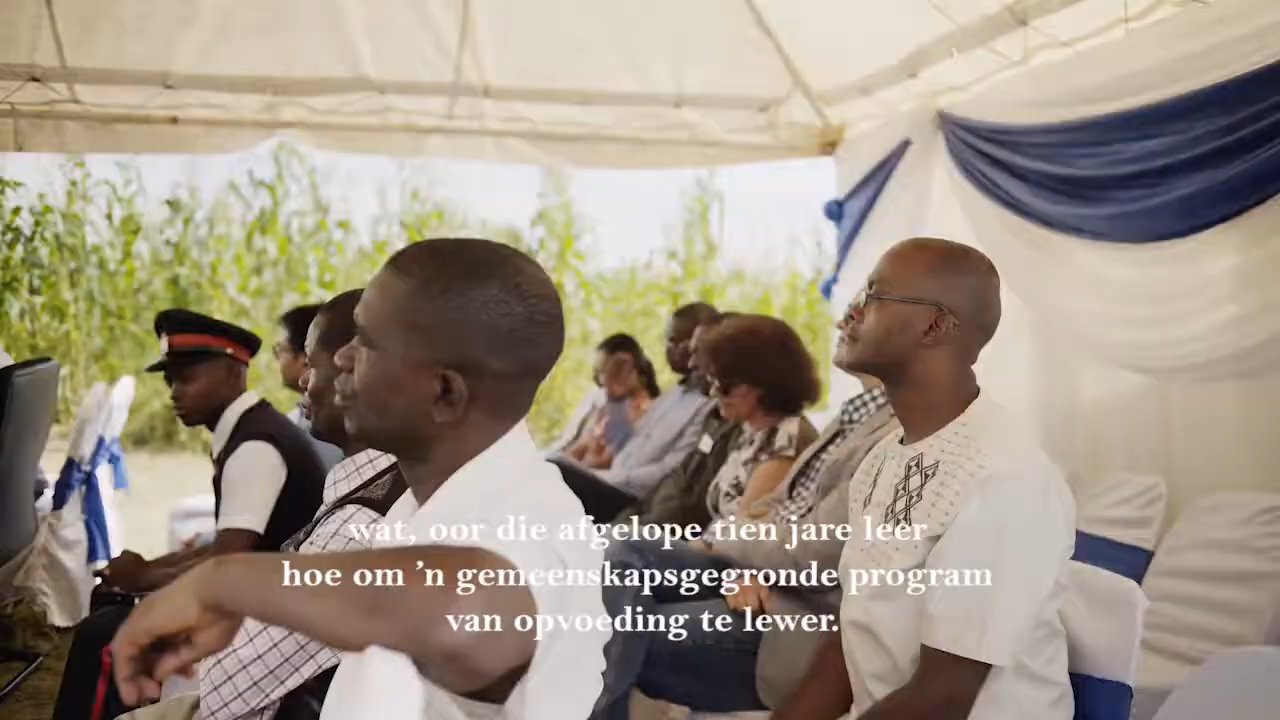 wat, oor die afgelope tien jare leer
hoe om ’n gemeenskapsgegronde program
van opvoeding te lewer.